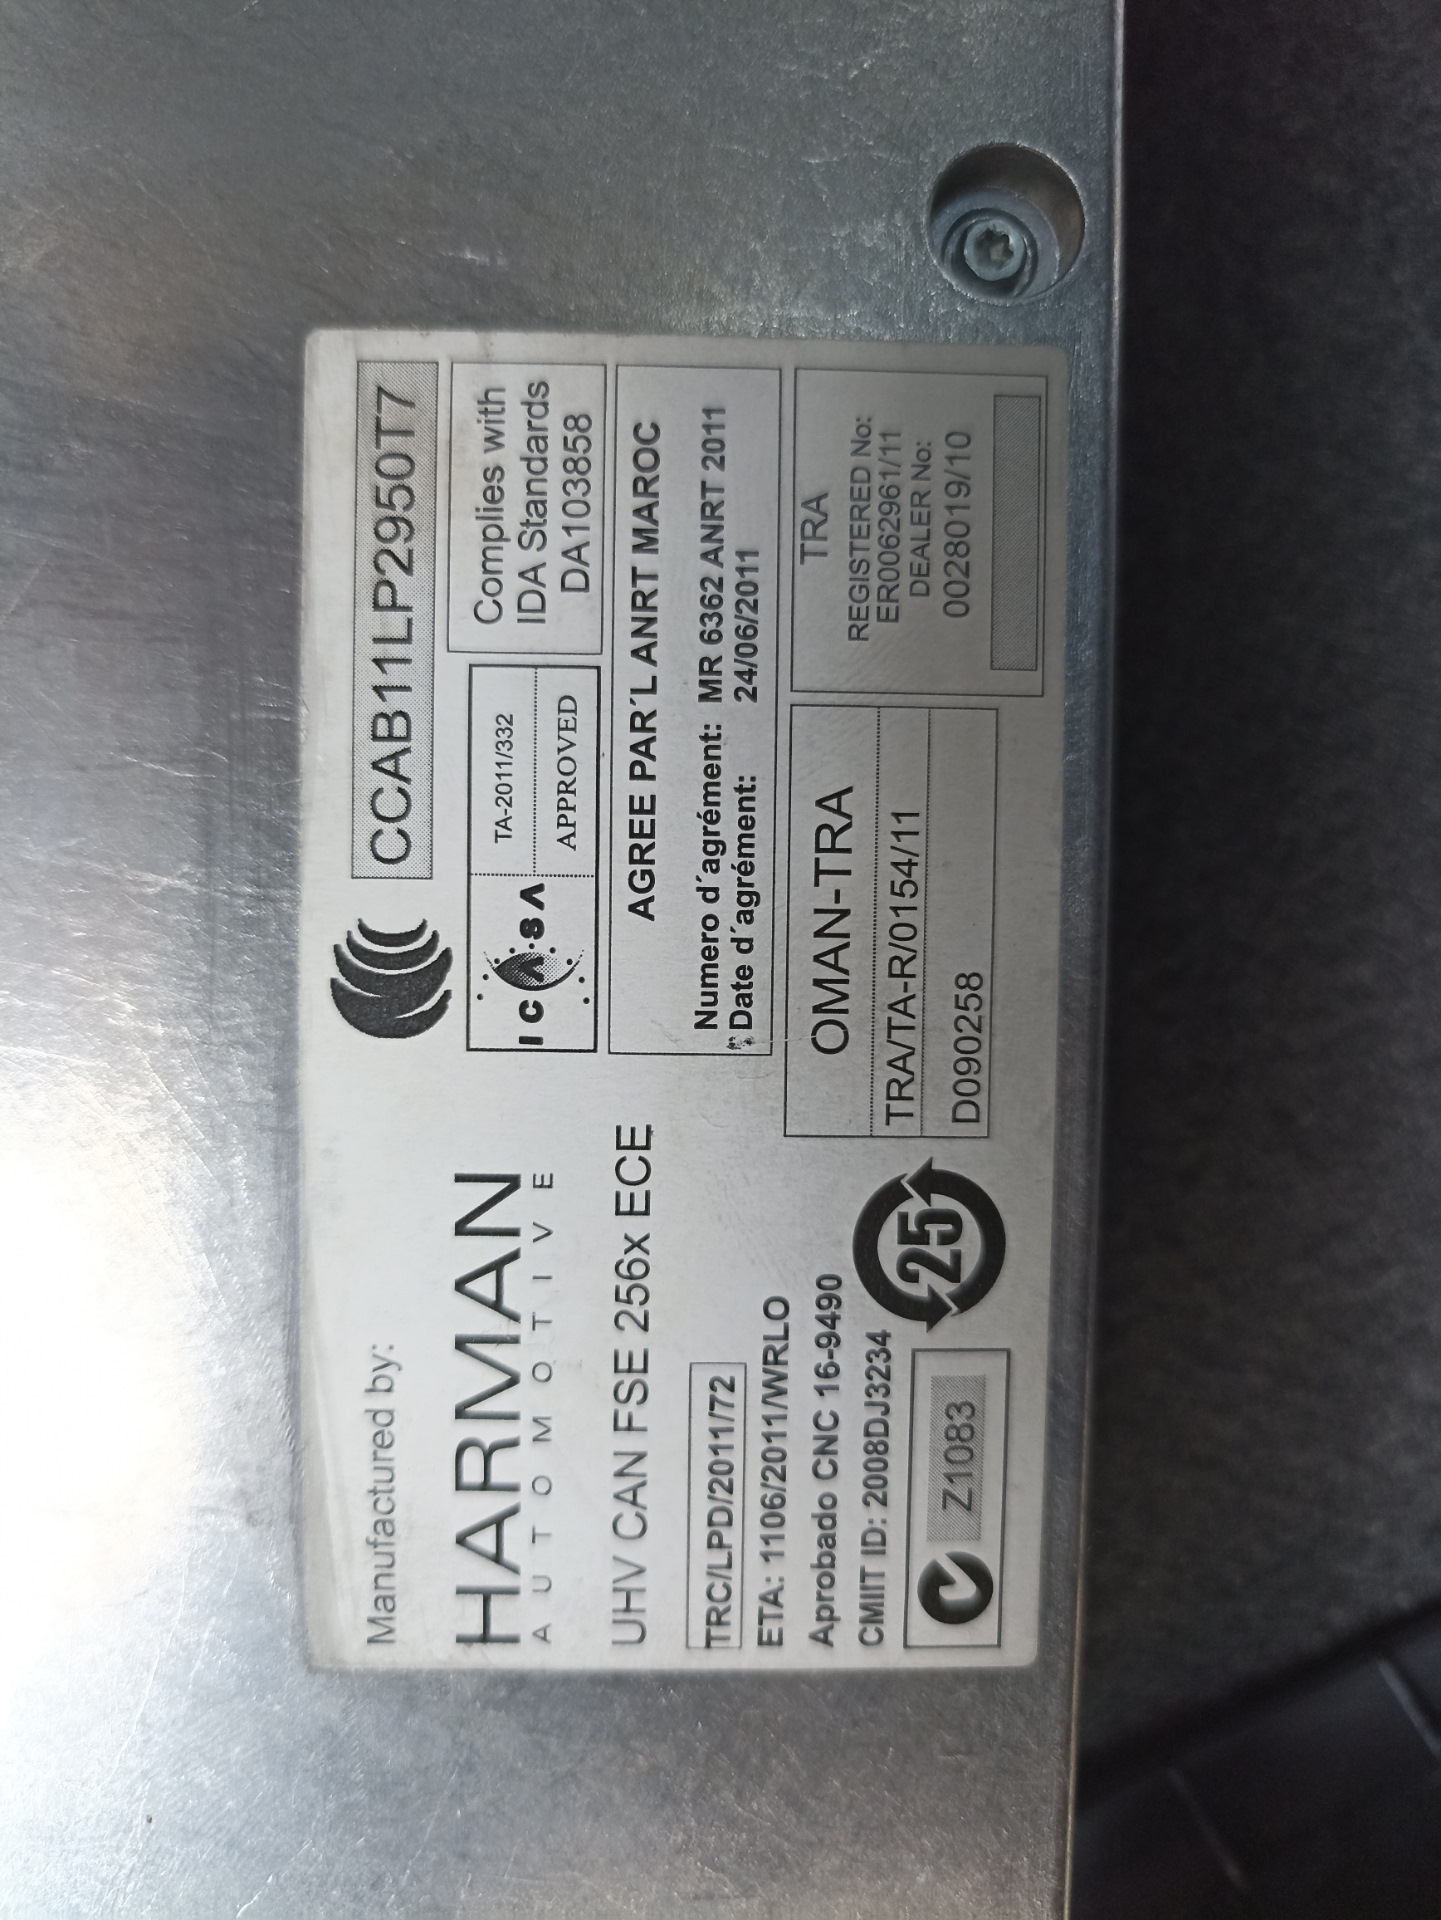 Manufactured by:
HARMAN
AUTOMOTIVE
UHV CAN FSE 256x ECE
TRC/LPD/2011/72
ETA: 1106/2011/WRLO
Aprobado CNC 16-9490
CMIIT ID: 2008DJ3234
Z1083
25
CCAB11LP2950T7
ICASA
TA-2011/332
APPROVED
Complies with
IDA Standards
DA103858
AGREE PAR´L ANRT MAROC
Numero d´agrément: MR 6362 ANRT 2011
Date d´agrément: 24/06/2011
OMAN-TRA
TRA/TA-R/0154/11
D090258
TRA
REGISTERED No:
ER0062961/11
DEALER No:
0028019/10